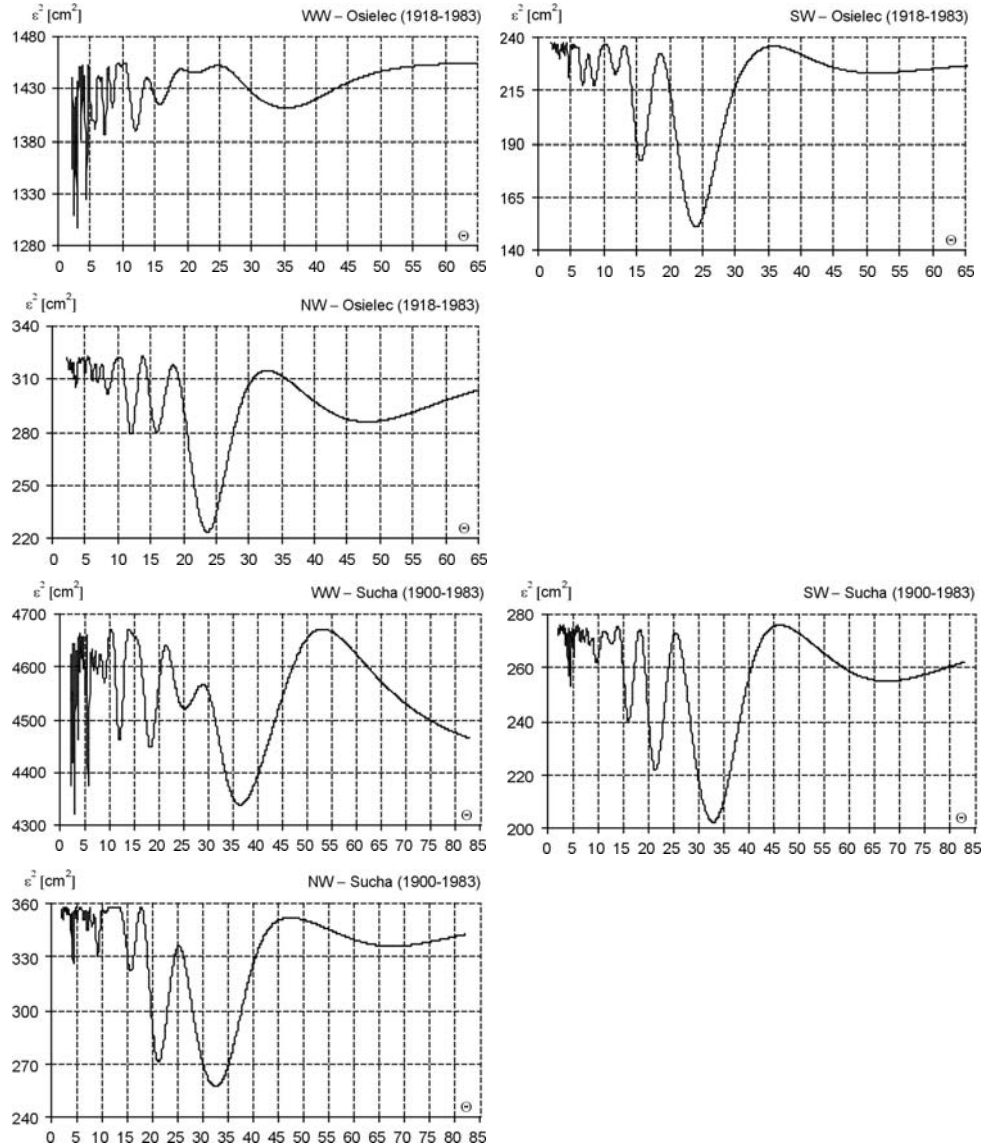 ε² [cm²] WW – Osielec (1918-1983)
1480
1430
1380
1330
1280
Θ
0 5 10 15 20 25 30 35 40 45 50 55 60 65
ε² [cm²] SW – Osielec (1918-1983)
240
215
190
165
140
Θ
0 5 10 15 20 25 30 35 40 45 50 55 60 65
ε² [cm²] NW – Osielec (1918-1983)
340
310
280
250
220
Θ
0 5 10 15 20 25 30 35 40 45 50 55 60 65
ε² [cm²] WW – Sucha (1900-1983)
4700
4600
4500
4400
4300
Θ
0 5 10 15 20 25 30 35 40 45 50 55 60 65 70 75 80 85
ε² [cm²] SW – Sucha (1900-1983)
280
260
240
220
200
Θ
0 5 10 15 20 25 30 35 40 45 50 55 60 65 70 75 80 85
ε² [cm²] NW – Sucha (1900-1983)
360
330
300
270
240
Θ
0 5 10 15 20 25 30 35 40 45 50 55 60 65 70 75 80 85